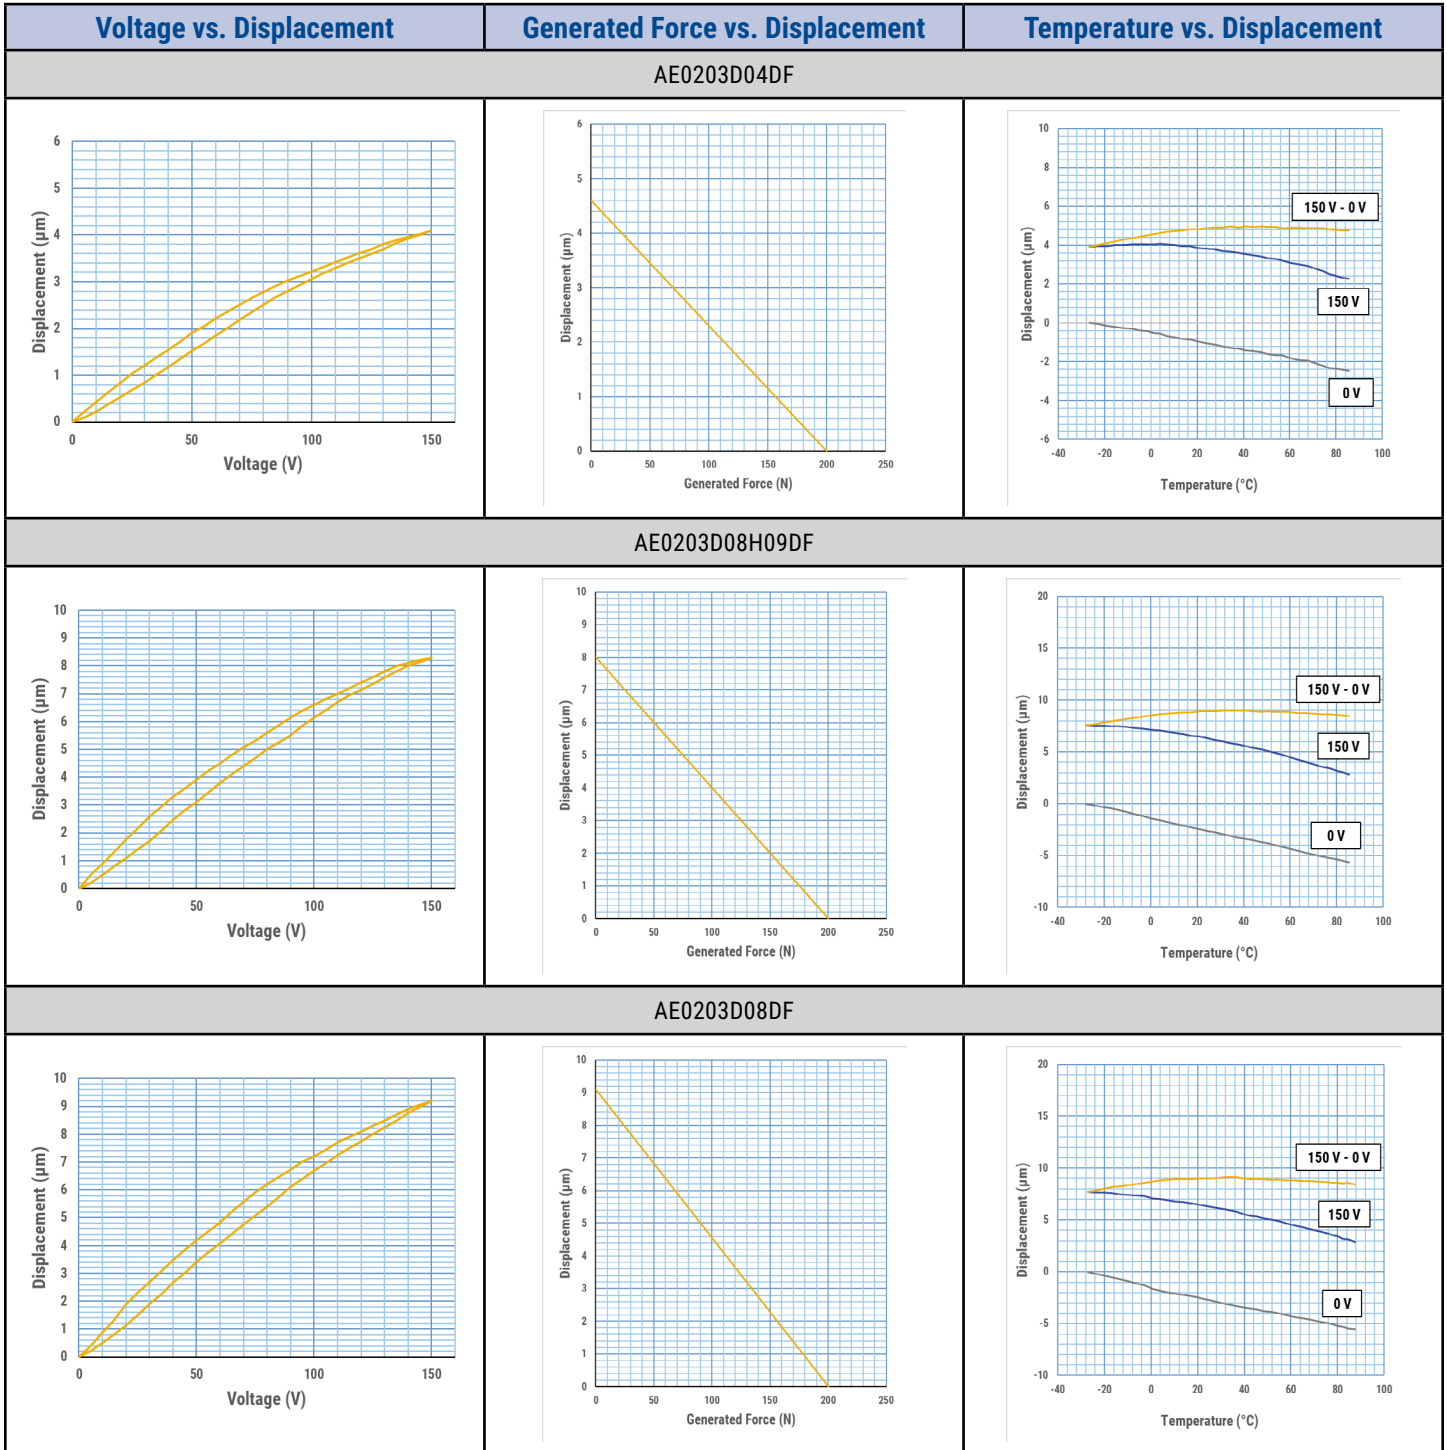 Voltage vs. Displacement
Generated Force vs. Displacement
Temperature vs. Displacement
AE0203D04DF
6
5
4
3
2
1
0
0 50 100 150
Displacement (µm)
Voltage (V)
6
5
4
3
2
1
0
0 50 100 150 200 250
Displacement (µm)
Generated Force (N)
10
8
6
4
2
0
-2
-4
-6
-40 -20 0 20 40 60 80 100
Displacement (µm)
Temperature (°C)
150 V - 0 V
150 V
0 V
AE0203D08H09DF
10
9
8
7
6
5
4
3
2
1
0
0 50 100 150
Displacement (µm)
Voltage (V)
10
9
8
7
6
5
4
3
2
1
0
0 50 100 150 200 250
Displacement (µm)
Generated Force (N)
20
15
10
5
0
-5
-10
-40 -20 0 20 40 60 80 100
Displacement (µm)
Temperature (°C)
150 V - 0 V
150 V
0 V
AE0203D08DF
10
9
8
7
6
5
4
3
2
1
0
0 50 100 150
Displacement (µm)
Voltage (V)
10
9
8
7
6
5
4
3
2
1
0
0 50 100 150 200 250
Displacement (µm)
Generated Force (N)
20
15
10
5
0
-5
-10
-40 -20 0 20 40 60 80 100
Displacement (µm)
Temperature (°C)
150 V - 0 V
150 V
0 V